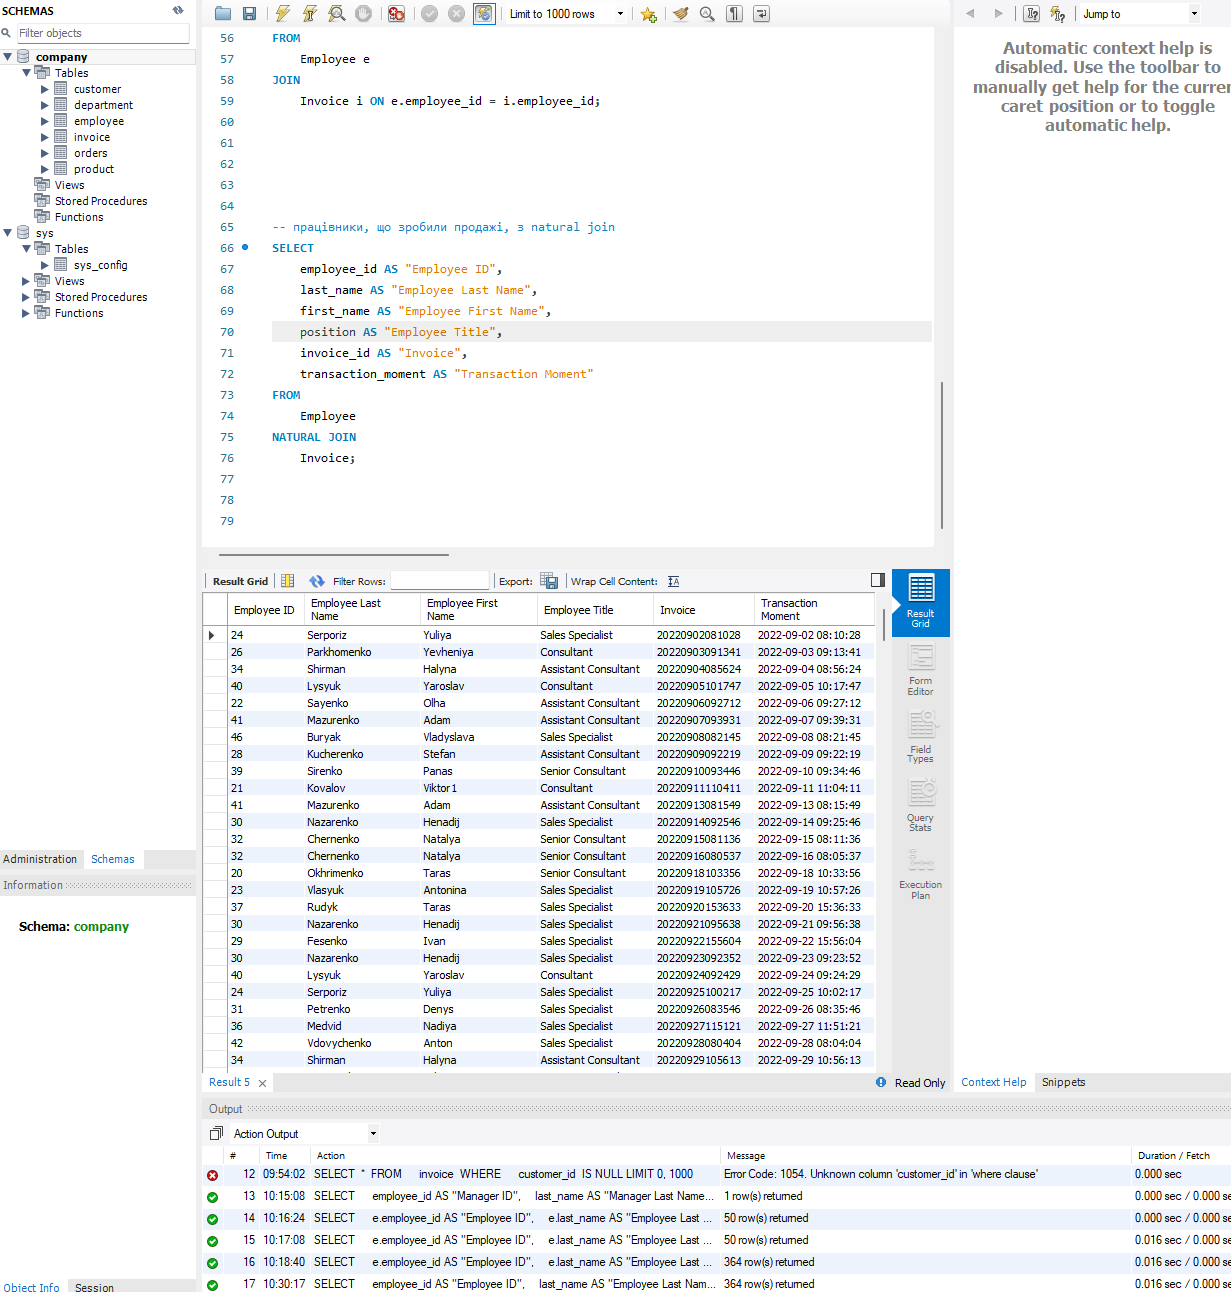 SCHEMAS
Filter objects
company
Tables
customer
department
employee
invoice
orders
product
Views
Stored Procedures
Functions
sys
Tables
sys_config
Views
Stored Procedures
Functions
Administration Schemas
Information
Schema: company
Object Info Session
Limit to 1000 rows
56 FROM
57 Employee e
58 JOIN
59 Invoice i ON e.employee_id = i.employee_id;
60
61
62
63
64
65 -- працівники, що зробили продажі, з natural join
66 SELECT
67 employee_id AS "Employee ID",
68 last_name AS "Employee Last Name",
69 first_name AS "Employee First Name",
70 position AS "Employee Title",
71 invoice_id AS "Invoice",
72 transaction_moment AS "Transaction Moment"
73 FROM
74 Employee
75 NATURAL JOIN
76 Invoice;
77
78
79
Jump to
Automatic context help is
disabled. Use the toolbar to
manually get help for the curren
caret position or to toggle
automatic help.
Result Grid Filter Rows: Export: Wrap Cell Content: IA
Employee ID Employee Last Name Employee First Name Employee Title Invoice Transaction Moment
24 Serporiz Yuliya Sales Specialist 20220902081028 2022-09-02 08:10:28
26 Parkhomenko Yevheniya Consultant 20220903091341 2022-09-03 09:13:41
34 Shirman Halyna Assistant Consultant 20220904085624 2022-09-04 08:56:24
40 Lysyuk Yaroslav Consultant 20220905101747 2022-09-05 10:17:47
22 Sayenko Olha Assistant Consultant 20220906092712 2022-09-06 09:27:12
41 Mazurenko Adam Assistant Consultant 20220907093931 2022-09-07 09:39:31
46 Buryak Vladyslava Sales Specialist 20220908082145 2022-09-08 08:21:45
28 Kucherenko Stefan Assistant Consultant 20220909092219 2022-09-09 09:22:19
39 Sirenko Panas Senior Consultant 20220910093446 2022-09-10 09:34:46
21 Kovalov Viktor1 Consultant 20220911110411 2022-09-11 11:04:11
41 Mazurenko Adam Assistant Consultant 20220913081549 2022-09-13 08:15:49
30 Nazarenko Henadij Sales Specialist 20220914092546 2022-09-14 09:25:46
32 Chernenko Natalya Senior Consultant 20220915081136 2022-09-15 08:11:36
32 Chernenko Natalya Senior Consultant 20220916080537 2022-09-16 08:05:37
20 Okhrimenko Taras Senior Consultant 20220918103356 2022-09-18 10:33:56
23 Vlasyuk Antonina Sales Specialist 20220919105726 2022-09-19 10:57:26
37 Rudyk Taras Sales Specialist 20220920153633 2022-09-20 15:36:33
30 Nazarenko Henadij Sales Specialist 20220921095638 2022-09-21 09:56:38
29 Fesenko Ivan Sales Specialist 20220922155604 2022-09-22 15:56:04
30 Nazarenko Henadij Sales Specialist 20220923092352 2022-09-23 09:23:52
40 Lysyuk Yaroslav Consultant 20220924092429 2022-09-24 09:24:29
24 Serporiz Yuliya Sales Specialist 20220925100217 2022-09-25 10:02:17
31 Petrenko Denys Sales Specialist 20220926083546 2022-09-26 08:35:46
36 Medvid Nadiya Sales Specialist 20220927115121 2022-09-27 11:51:21
42 Vdovychenko Anton Sales Specialist 20220928080404 2022-09-28 08:04:04
34 Shirman Halyna Assistant Consultant 20220929105613 2022-09-29 10:56:13
Result
Grid
Form
Editor
Field
Types
Query
Stats
Execution
Plan
Result 5 Read Only Context Help Snippets
Output
Action Output
# Time Action Message Duration / Fetch
12 09:54:02 SELECT * FROM invoice WHERE customer_id IS NULL LIMIT 0, 1000 Error Code: 1054. Unknown column 'customer_id' in 'where clause' 0.000 sec
13 10:15:08 SELECT employee_id AS "Manager ID", last_name AS "Manager Last Name... 1 row(s) returned 0.000 sec / 0.000 se
14 10:16:24 SELECT e.employee_id AS "Employee ID", e.last_name AS "Employee Last ... 50 row(s) returned 0.000 sec / 0.000 se
15 10:17:08 SELECT e.employee_id AS "Employee ID", e.last_name AS "Employee Last ... 50 row(s) returned 0.016 sec / 0.000 se
16 10:18:40 SELECT e.employee_id AS "Employee ID", e.last_name AS "Employee Last ... 364 row(s) returned 0.016 sec / 0.000 se
17 10:30:17 SELECT employee_id AS "Employee ID", last_name AS "Employee Last Nam... 364 row(s) returned 0.016 sec / 0.000 se